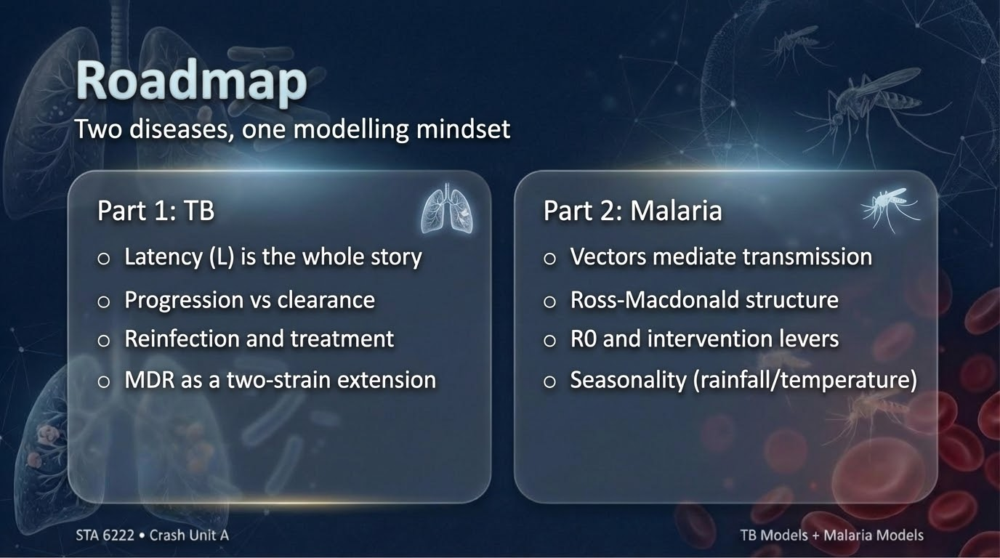 Roadmap
Two diseases, one modelling mindset
Part 1: TB
○ Latency (L) is the whole story
○ Progression vs clearance
○ Reinfection and treatment
○ MDR as a two-strain extension
Part 2: Malaria
○ Vectors mediate transmission
○ Ross-Macdonald structure
○ R0 and intervention levers
○ Seasonality (rainfall/temperature)
STA 6222 • Crash Unit A
TB Models + Malaria Models